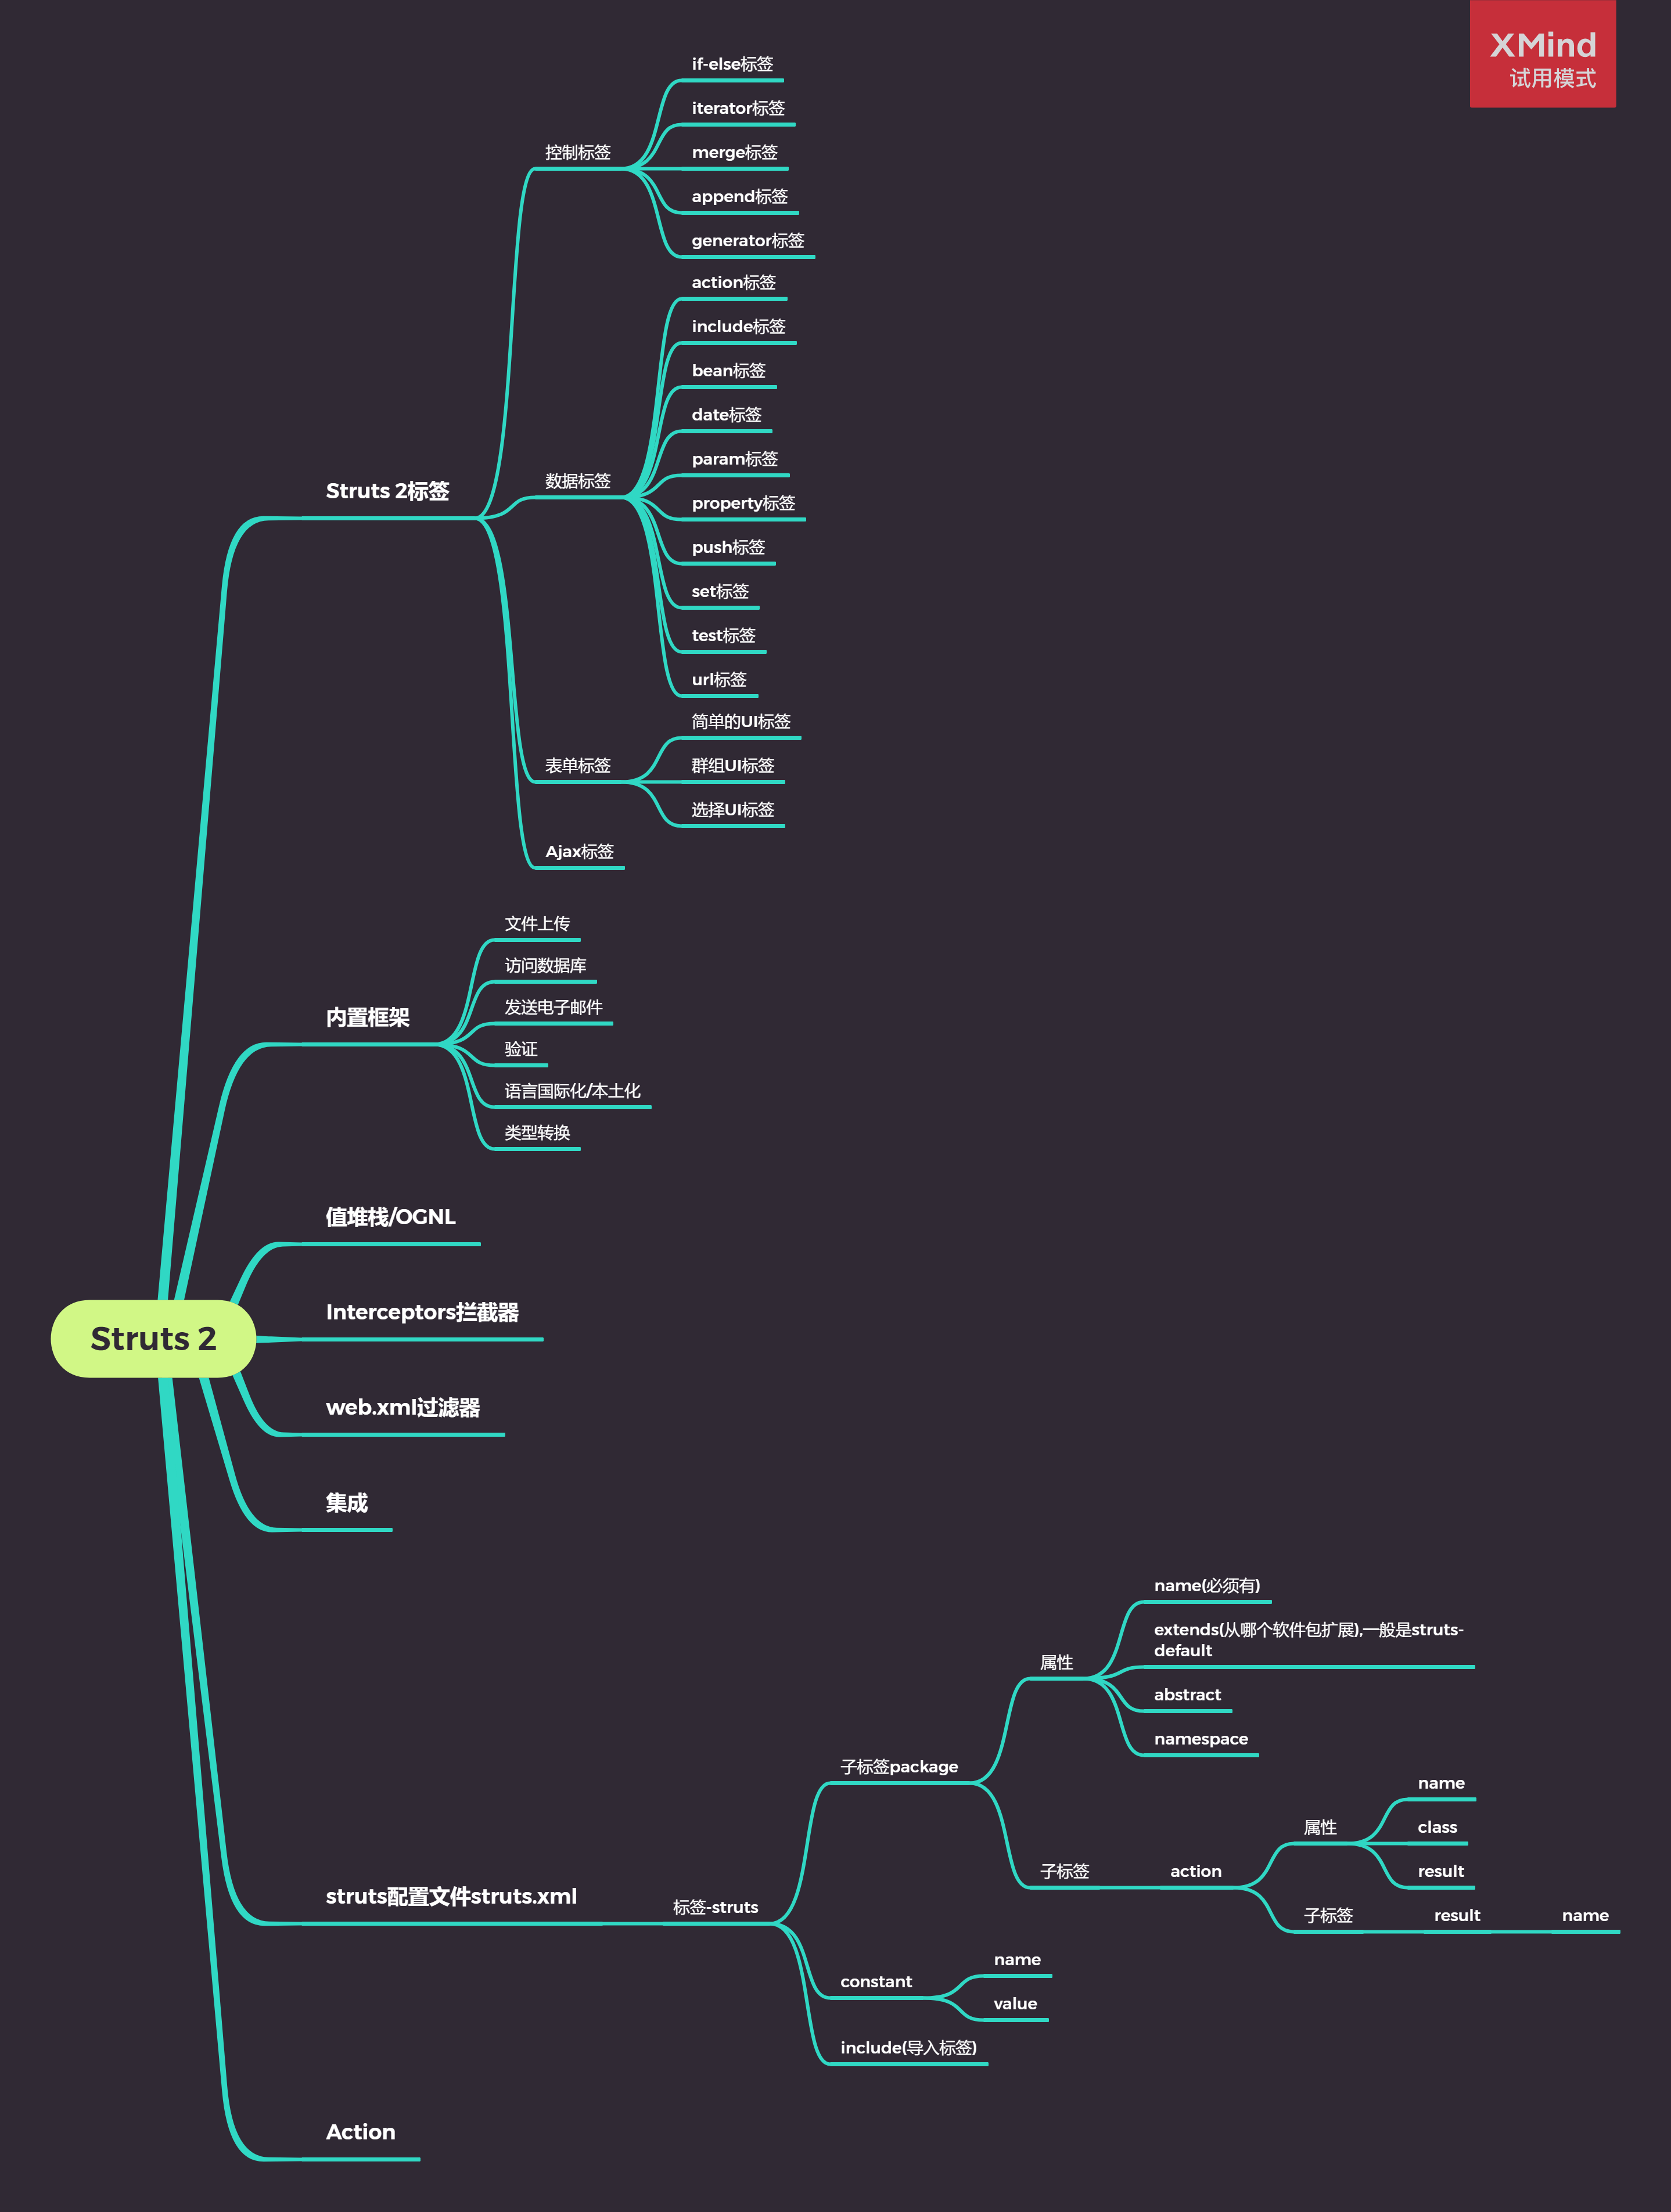 XMind
试用模式
if-else标签
iterator标签
控制标签
merge标签
append标签
generator标签
action标签
include标签
bean标签
date标签
param标签
数据标签
Struts 2标签
property标签
push标签
set标签
test标签
url标签
简单的UI标签
表单标签
群组UI标签
选择UI标签
Ajax标签
文件上传
访问数据库
发送电子邮件
内置框架
验证
语言国际化/本土化
类型转换
值堆栈/OGNL
Interceptors拦截器
Struts 2
web.xml过滤器
集成
name(必须有)
extends(从哪个软件包扩展),一般是struts-
default
属性
abstract
namespace
子标签package
name
属性
class
子标签
action
result
struts配置文件struts.xml
标签-struts
子标签
result
name
name
constant
value
include(导入标签)
Action